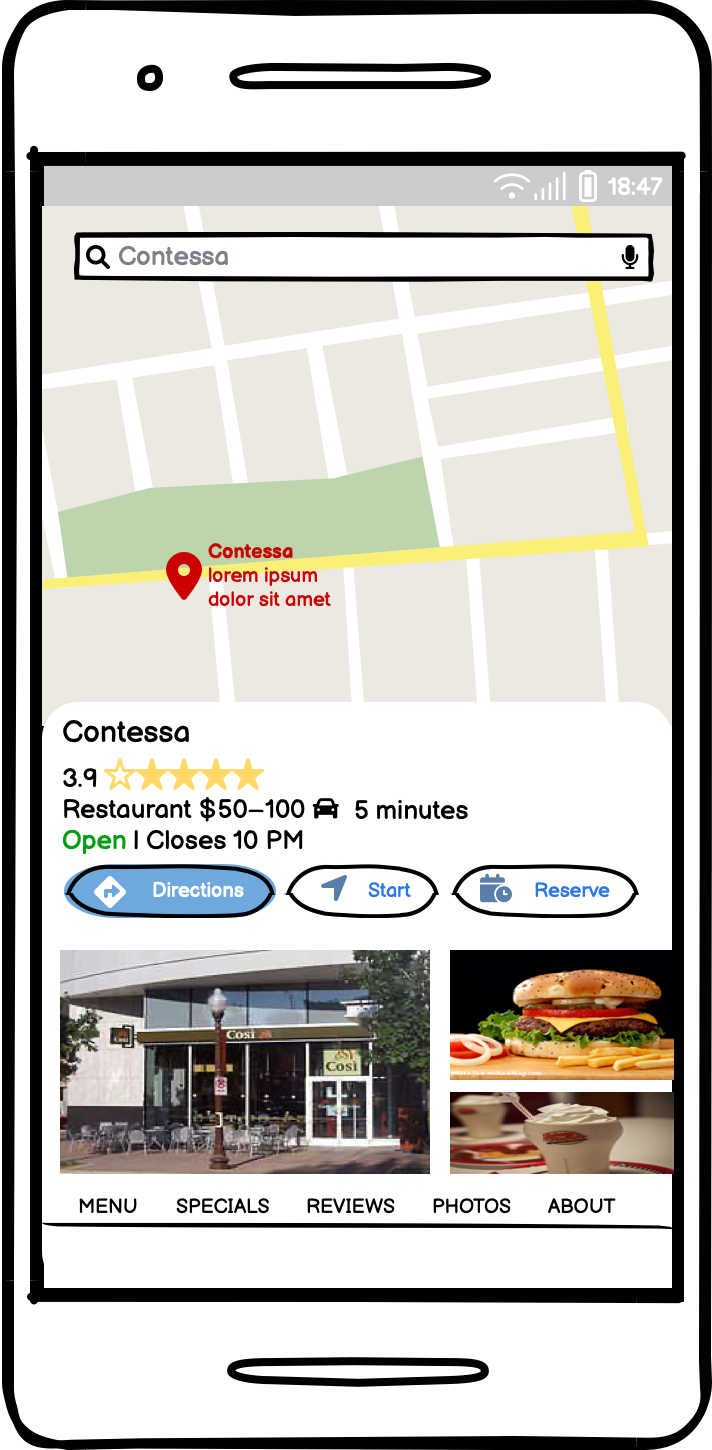 18:47
Contessa
Contessa
lorem ipsum
dolor sit amet
Contessa
3.9
Restaurant $50–100 5 minutes
Open | Closes 10 PM
Directions
Start
Reserve
Cosi
Cosi
MENU SPECIALS REVIEWS PHOTOS ABOUT